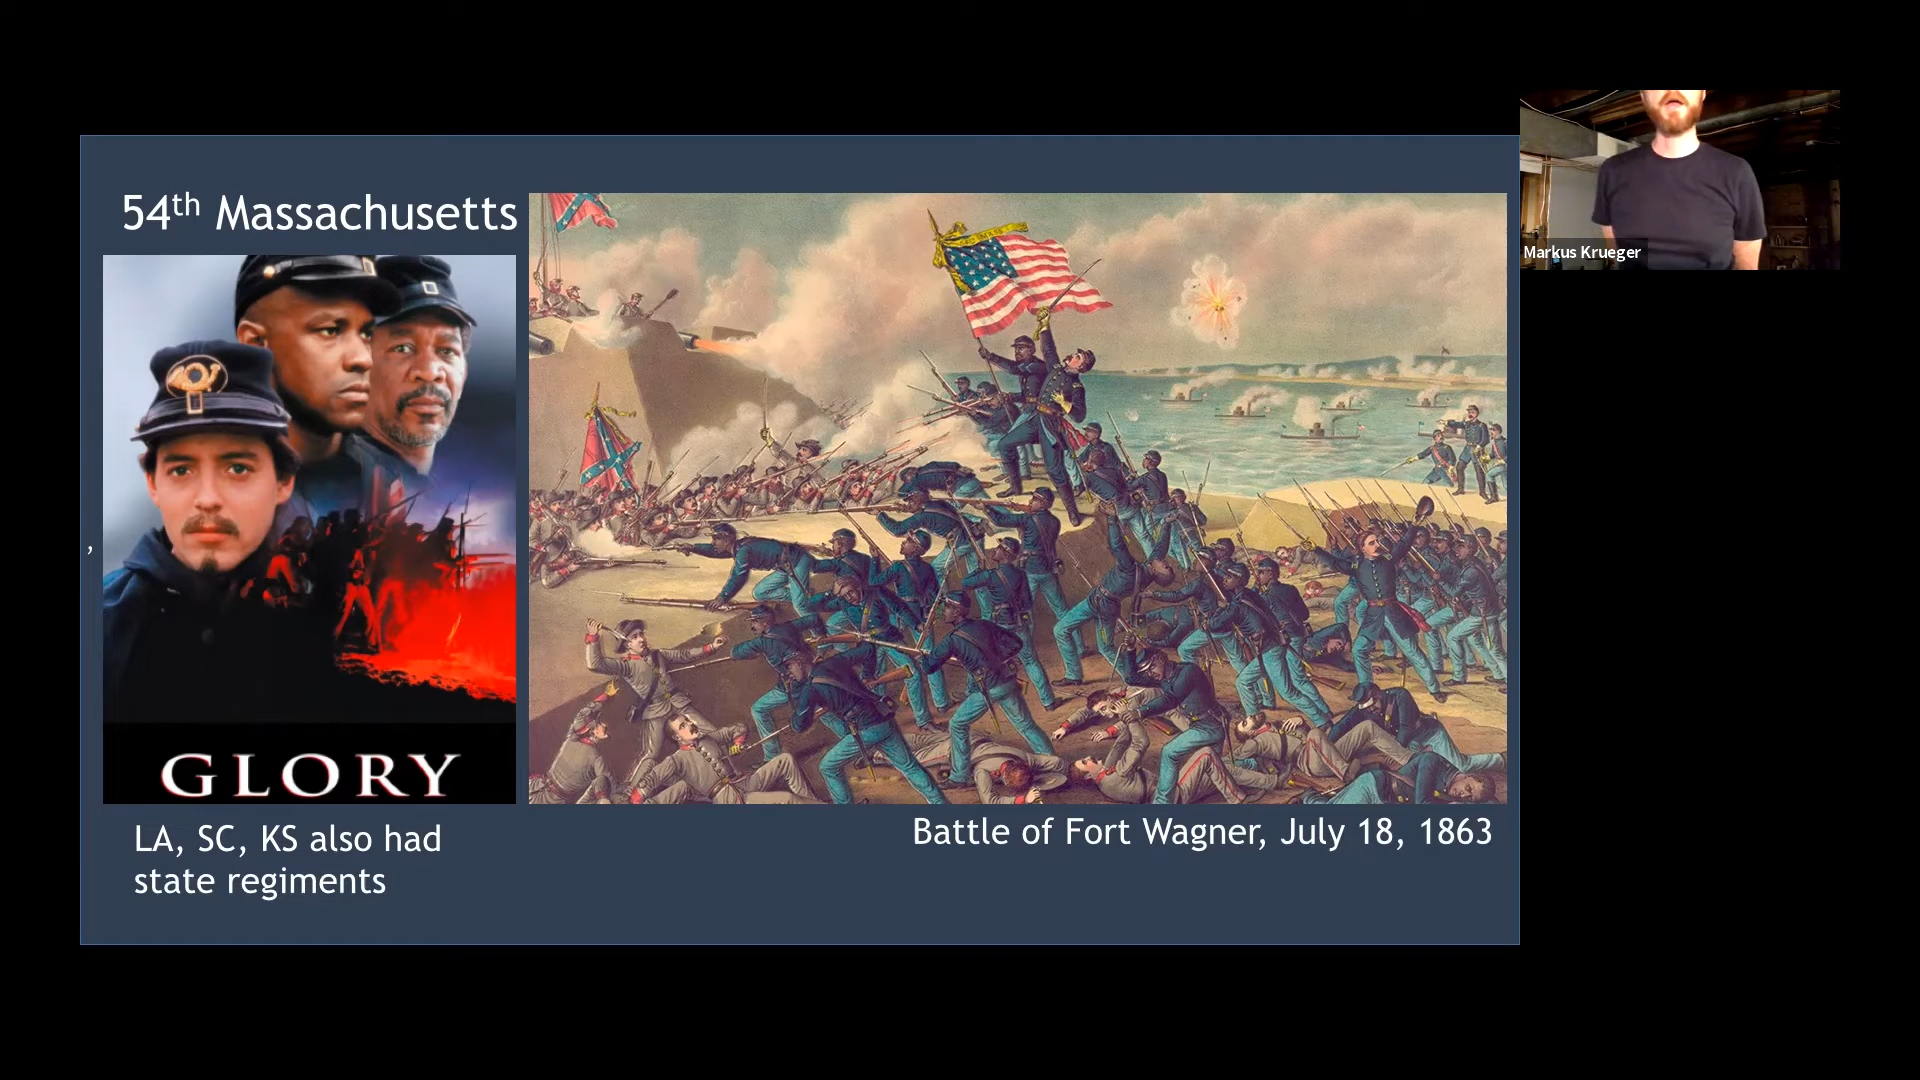 54th Massachusetts
,
GLORY
LA, SC, KS also had
state regiments
Battle of Fort Wagner, July 18, 1863
Markus Krueger